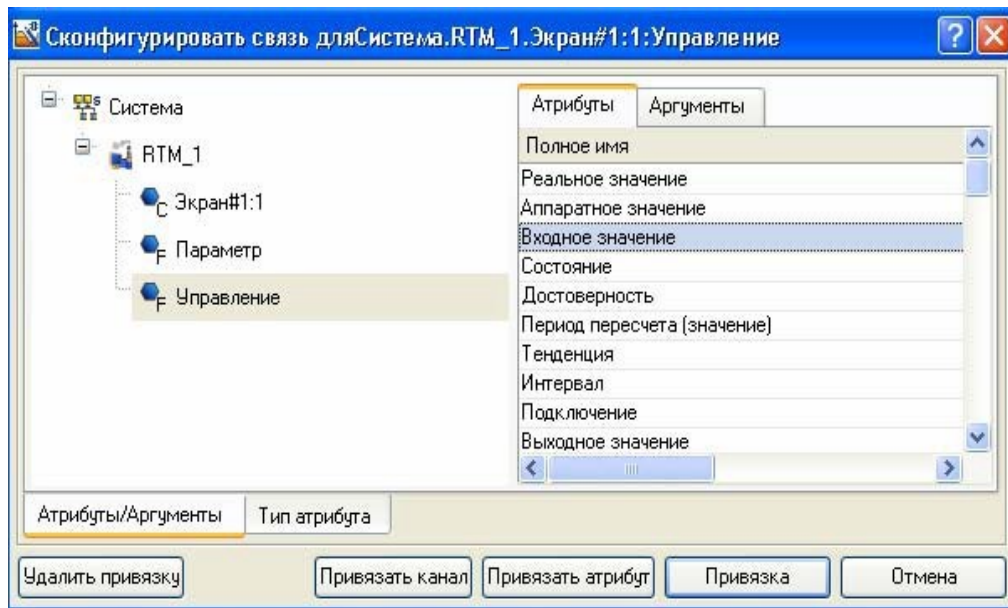 Сконфигурировать связь дляСистема.RTM_1.Экран#1:1:Управление
Система
RTM_1
Экран#1:1
Параметр
Управление
Атрибуты Аргументы
Полное имя
Реальное значение
Аппаратное значение
Входное значение
Состояние
Достоверность
Период пересчета (значение)
Тенденция
Интервал
Подключение
Выходное значение
Атрибуты/Аргументы Тип атрибута
Удалить привязку Привязать канал Привязать атрибут Привязка Отмена